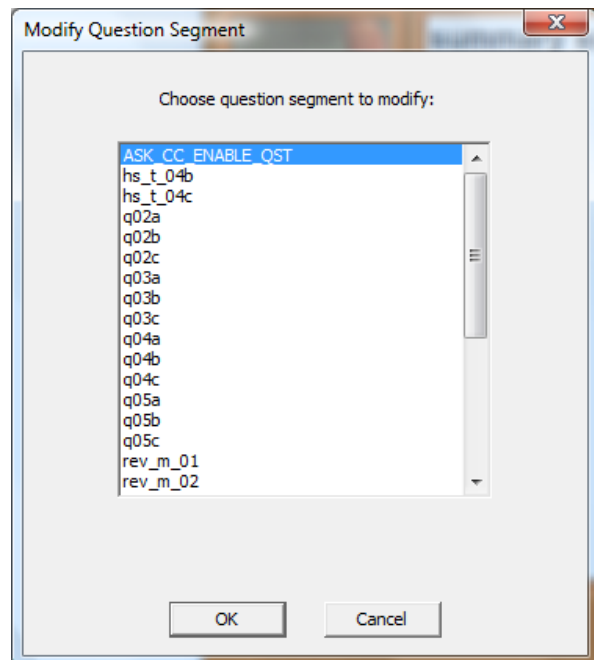 Modify Question Segment
summary
Choose question segment to modify:
ASK_CC_ENABLE_QST
hs_t_04b
hs_t_04c
q02a
q02b
q02c
q03a
q03b
q03c
q04a
q04b
q04c
q05a
q05b
q05c
rev_m_01
rev_m_02
OK
Cancel